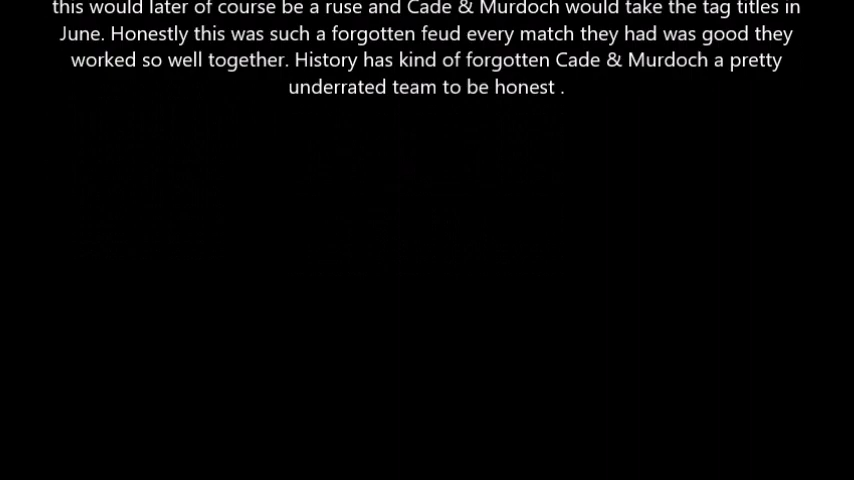 this would later of course be a ruse and Cade & Murdoch would take the tag titles in
June. Honestly this was such a forgotten feud every match they had was good they
worked so well together. History has kind of forgotten Cade & Murdoch a pretty
underrated team to be honest .